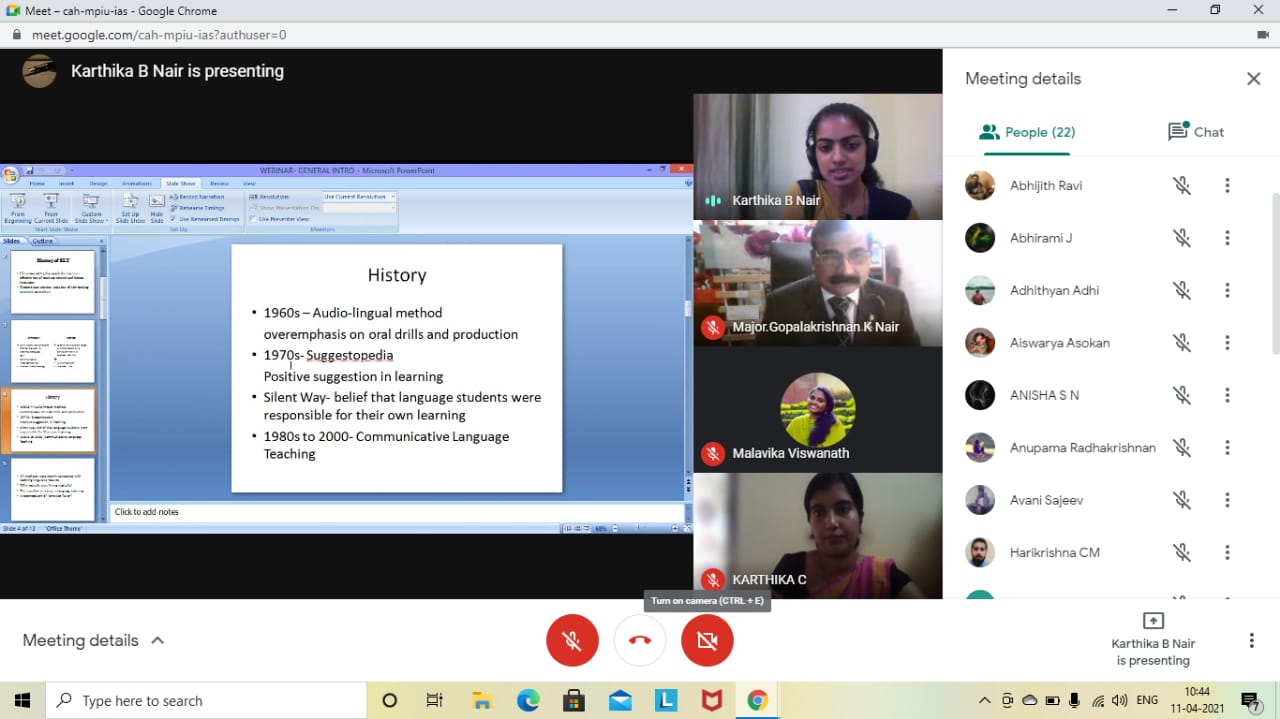 Meet – cah-mpiu-ias - Google Chrome
meet.google.com/cah-mpiu-ias?authuser=0
Karthika B Nair is presenting
WEBINAR- GENERAL INTRO - Microsoft PowerPoint
Home Insert Design Animations Slide Show Review View
From Beginning
From Current Slide
Custom Slide Show
Set Up Slide Show
Hide Slide
Record Narration
Rehearse Timings
Use Rehearsed Timings
Resolution:
Use Current Resolution
Show Presentation On:
Use Presenter View
Start Slide Show
Set Up
Monitors
Slides Outline
History of ELT
History
• 1960s – Audio-lingual method
overemphasis on oral drills and production
• 1970s- Suggestopedia
Positive suggestion in learning
• Silent Way- belief that language students were
responsible for their own learning
• 1980s to 2000- Communicative Language
Teaching
Click to add notes
Slide 4 of 13
"Office Theme"
68%
Karthika B Nair
Major.Gopalakrishnan K Nair
Malavika Viswanath
KARTHIKA C
Turn on camera (CTRL + E)
Meeting details
People (22)
Chat
Abhijith Ravi
Abhirami J
Adhithyan Adhi
Aiswarya Asokan
ANISHA S N
Anupama Radhakrishnan
Avani Sajeev
Harikrishna CM
Meeting details
Karthika B Nair
is presenting
Type here to search
L
ENG
10:44
11-04-2021
7